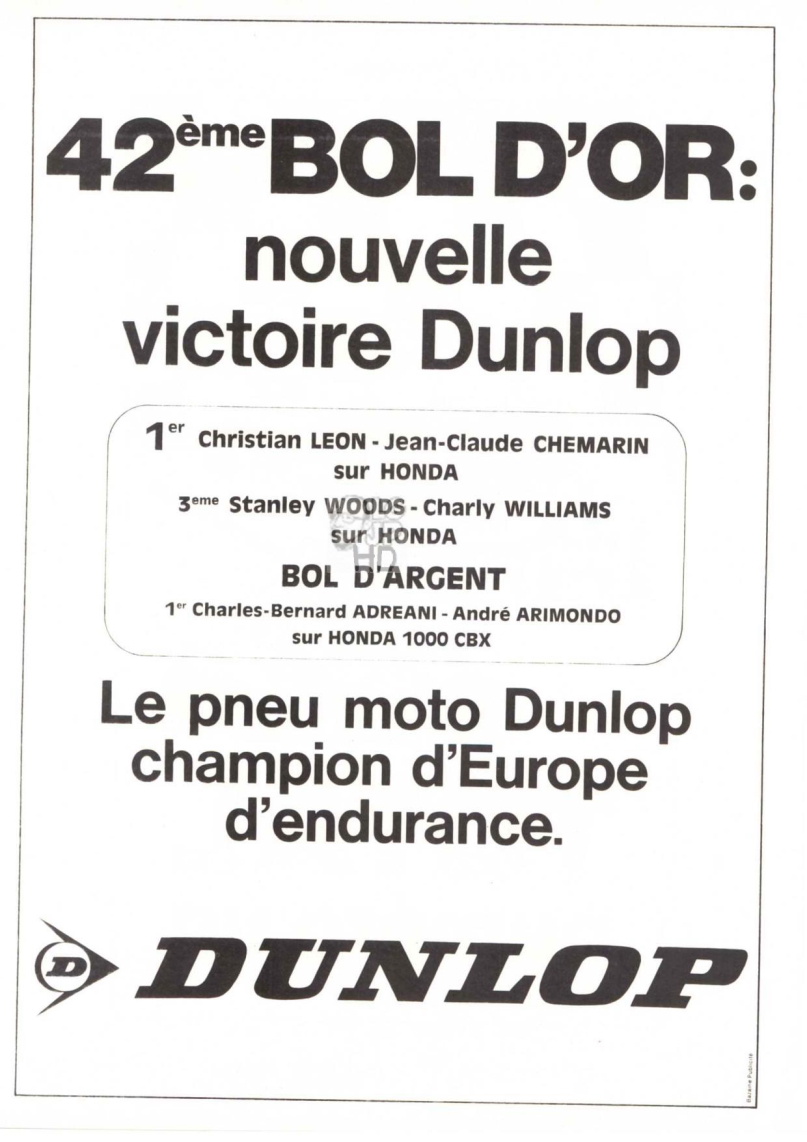 42ème BOL D'OR:
nouvelle
victoire Dunlop
1er Christian LEON - Jean-Claude CHEMARIN
sur HONDA
3eme Stanley WOODS - Charly WILLIAMS
sur HONDA
BOL D'ARGENT
1er Charles-Bernard ADREANI - André ARIMONDO
sur HONDA 1000 CBX
Le pneu moto Dunlop
champion d'Europe
d'endurance.
D DUNLOP
HD